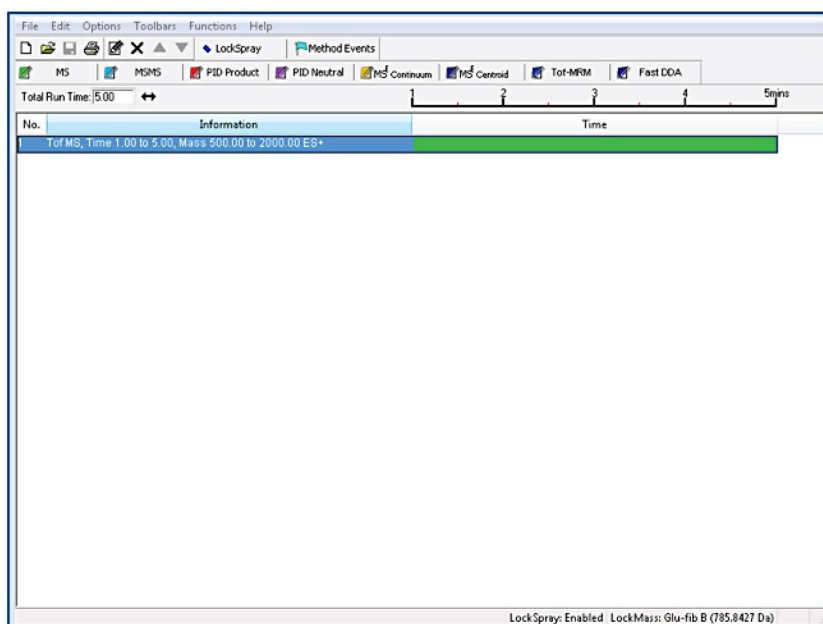 File Edit Options Toolbars Functions Help
LockSpray Method Events
MS MSMS PID Product PID Neutral MSᴱ Continuum MSᴱ Centroid Tof-MRM Fast DDA
Total Run Time: 5.00 1 2 3 4 5mins
No. Information Time
1 Tof MS, Time 1.00 to 5.00, Mass 500.00 to 2000.00 ES+
LockSpray: Enabled LockMass: Glu-fib B (785.8427 Da)